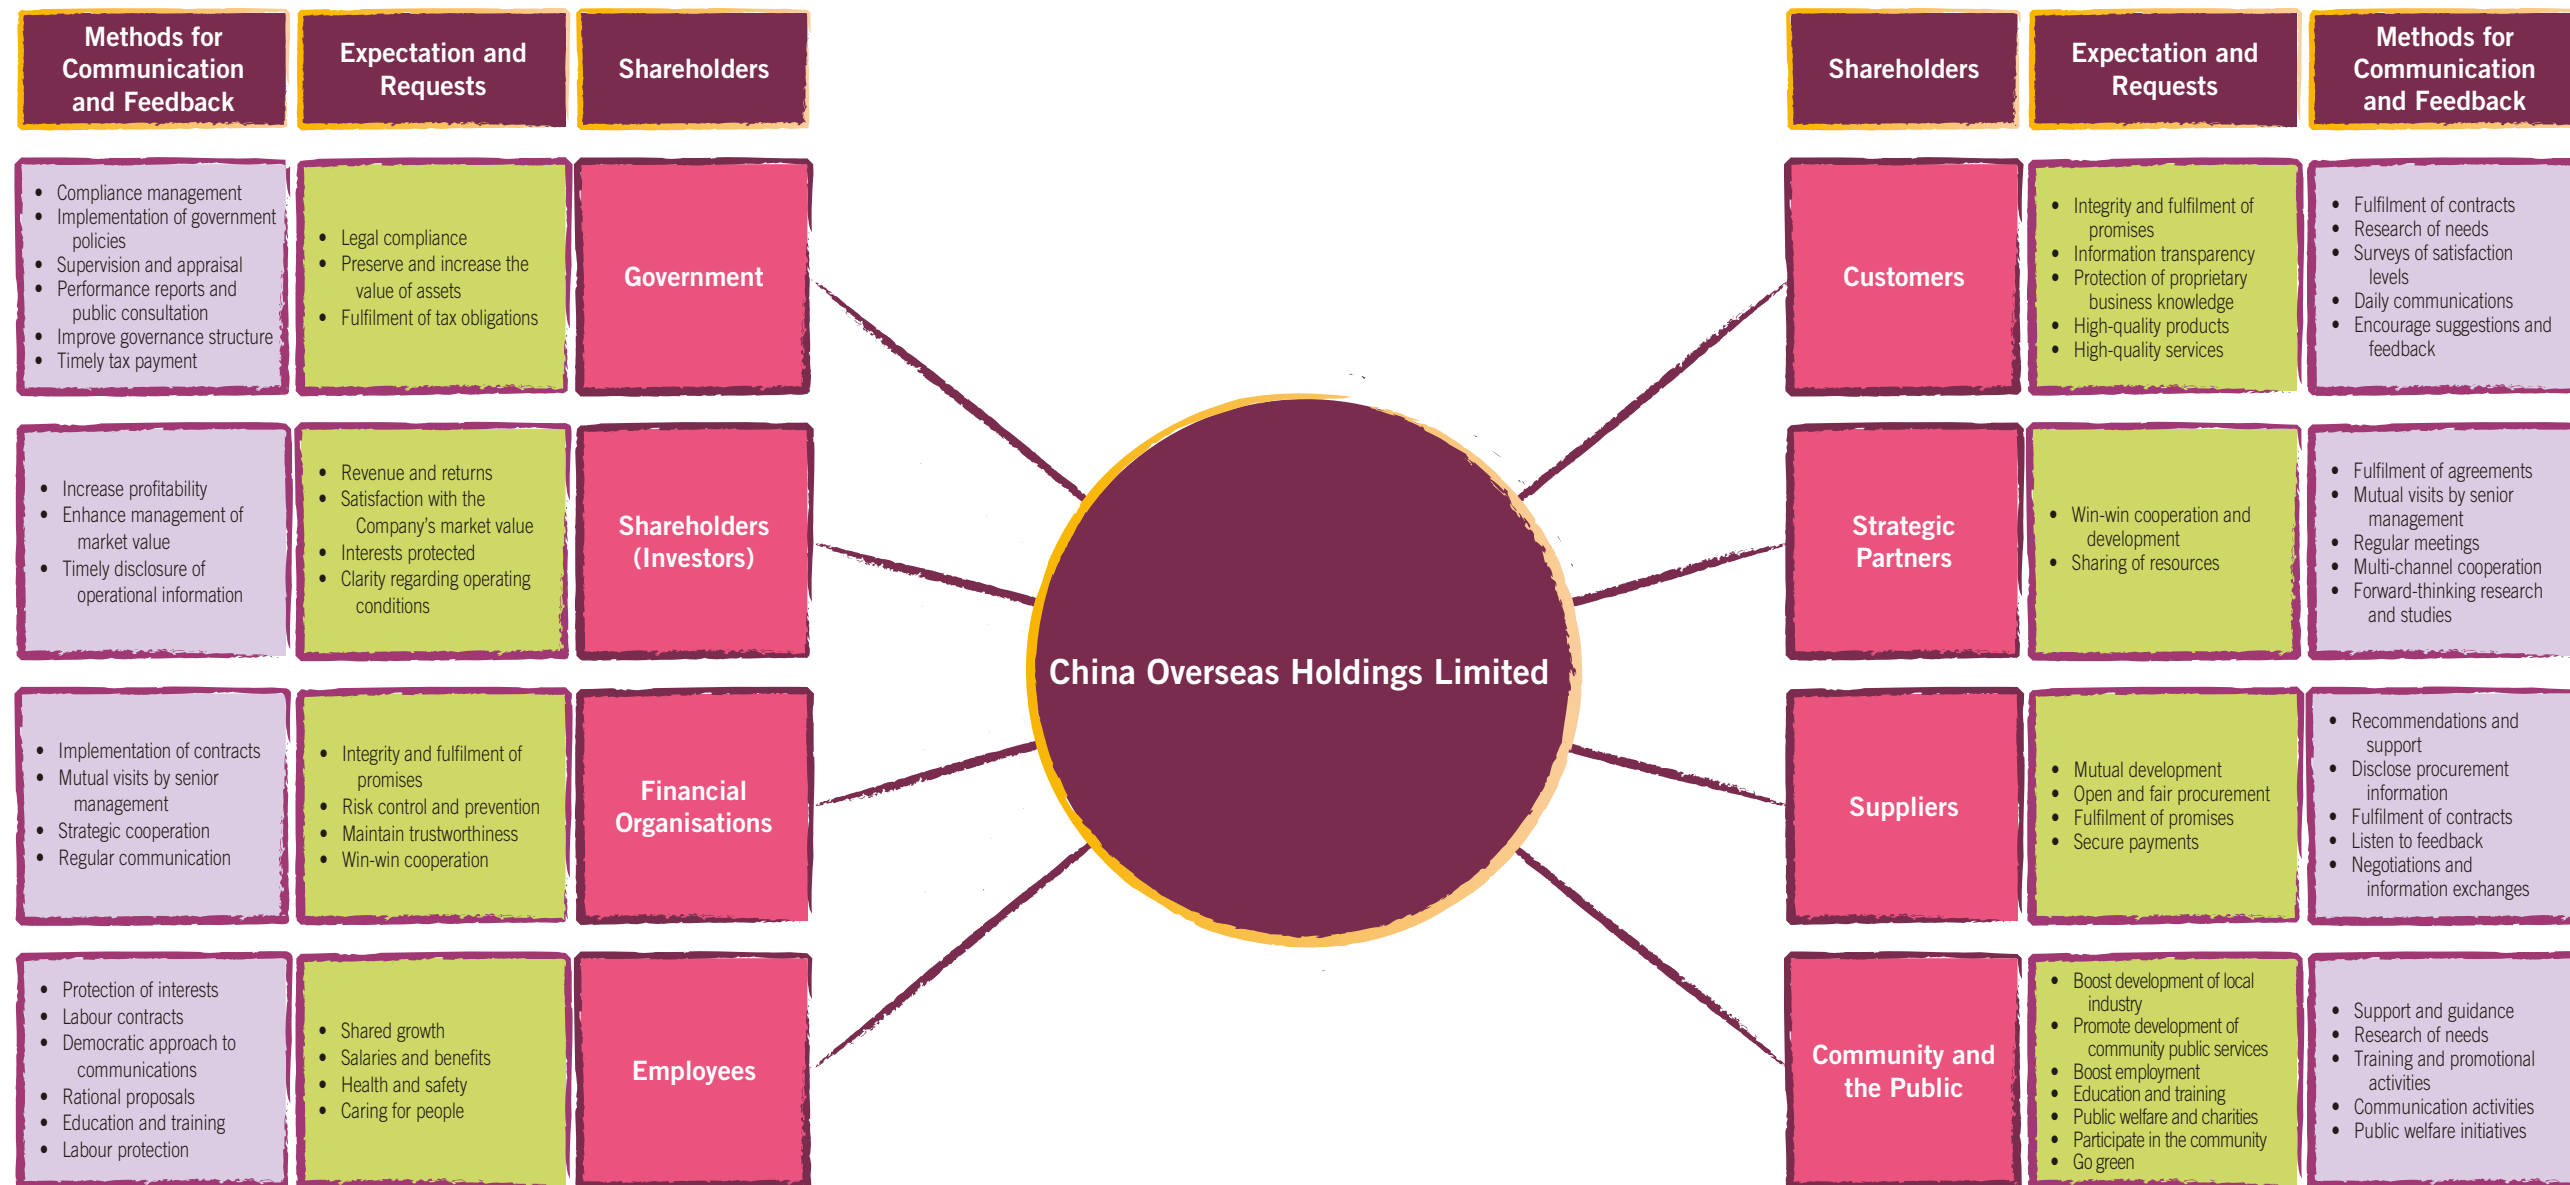 Methods for
Communication
and Feedback
Expectation and
Requests
Shareholders
• Compliance management
• Implementation of government
policies
• Supervision and appraisal
• Performance reports and
public consultation
• Improve governance structure
• Timely tax payment
• Legal compliance
• Preserve and increase the
value of assets
• Fulfilment of tax obligations
Government
• Increase profitability
• Enhance management of
market value
• Timely disclosure of
operational information
• Revenue and returns
• Satisfaction with the
Company's market value
• Interests protected
• Clarity regarding operating
conditions
Shareholders
(Investors)
• Implementation of contracts
• Mutual visits by senior
management
• Strategic cooperation
• Regular communication
• Integrity and fulfilment of
promises
• Risk control and prevention
• Maintain trustworthiness
• Win-win cooperation
Financial
Organisations
• Protection of interests
• Labour contracts
• Democratic approach to
communications
• Rational proposals
• Education and training
• Labour protection
• Shared growth
• Salaries and benefits
• Health and safety
• Caring for people
Employees
China Overseas Holdings Limited
Shareholders
Expectation and
Requests
Methods for
Communication
and Feedback
Customers
• Integrity and fulfilment of
promises
• Information transparency
• Protection of proprietary
business knowledge
• High-quality products
• High-quality services
• Fulfilment of contracts
• Research of needs
• Surveys of satisfaction
levels
• Daily communications
• Encourage suggestions and
feedback
Strategic
Partners
• Win-win cooperation and
development
• Sharing of resources
• Fulfilment of agreements
• Mutual visits by senior
management
• Regular meetings
• Multi-channel cooperation
• Forward-thinking research
and studies
Suppliers
• Mutual development
• Open and fair procurement
• Fulfilment of promises
• Secure payments
• Recommendations and
support
• Disclose procurement
information
• Fulfilment of contracts
• Listen to feedback
• Negotiations and
information exchanges
Community and
the Public
• Boost development of local
industry
• Promote development of
community public services
• Boost employment
• Education and training
• Public welfare and charities
• Participate in the community
• Go green
• Support and guidance
• Research of needs
• Training and promotional
activities
• Communication activities
• Public welfare initiatives